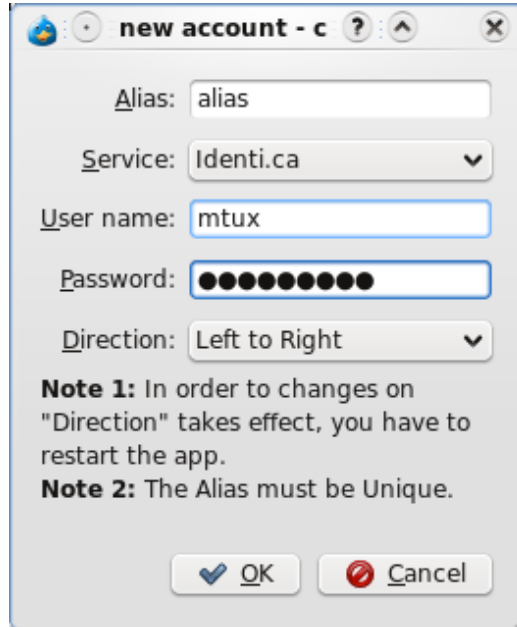 new account - c
Alias: alias
Service: Identi.ca
User name: mtux
Password: ●●●●●●●●●
Direction: Left to Right
Note 1: In order to changes on
"Direction" takes effect, you have to
restart the app.
Note 2: The Alias must be Unique.
OK Cancel